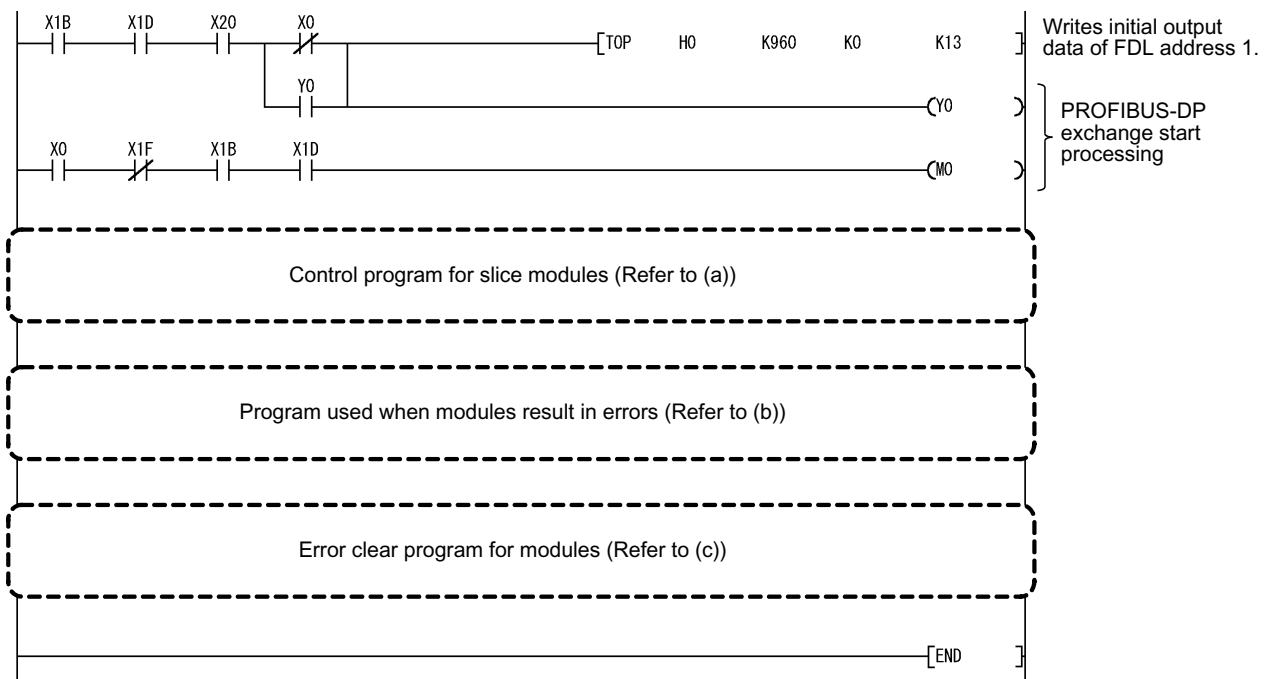 X1B X1D X20 X0
[TOP H0 K960 K0 K13 ]
Writes initial output
data of FDL address 1.
Y0
(Y0 )
PROFIBUS-DP
exchange start
processing
X0 X1F X1B X1D
(M0 )
Control program for slice modules (Refer to (a))
Program used when modules result in errors (Refer to (b))
Error clear program for modules (Refer to (c))
[END ]